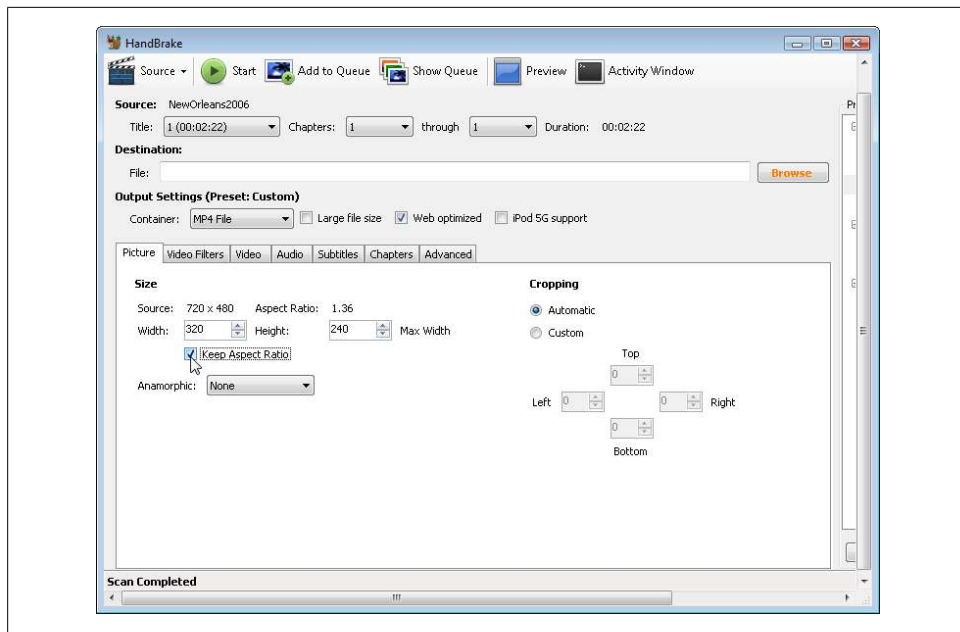 HandBrake
Source Start Add to Queue Show Queue Preview Activity Window
Source: NewOrleans2006
Title: 1 (00:02:22) Chapters: 1 through 1 Duration: 00:02:22
Destination:
File: Browse
Output Settings (Preset: Custom)
Container: MP4 File Large file size Web optimized iPod 5G support
Picture Video Filters Video Audio Subtitles Chapters Advanced
Size Cropping
Source: 720 x 480 Aspect Ratio: 1.36 Automatic
Width: 320 Height: 240 Max Width Custom
Keep Aspect Ratio Top
0
Anamorphic: None
Left 0 0 Right
0
Bottom
Scan Completed